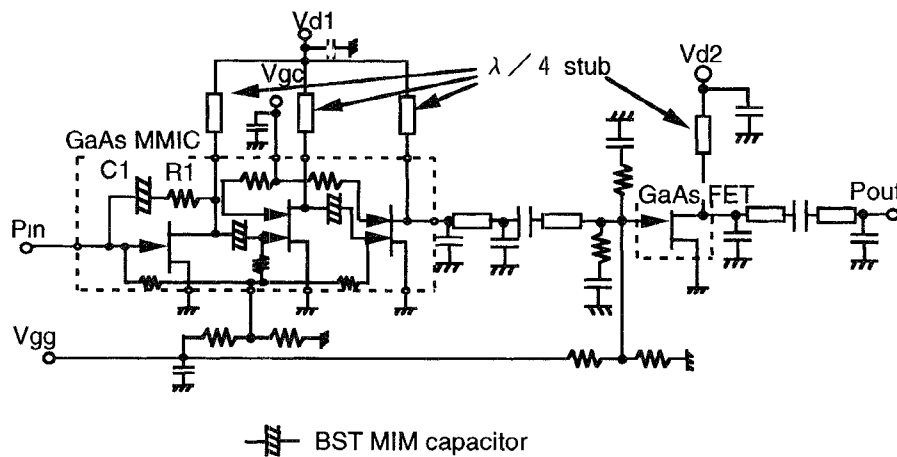 Vd1
Vd2
λ/4 stub
Vgc
GaAs MMIC
C1
R1
GaAs FET
Pout
Pin
Vgg
BST MIM capacitor